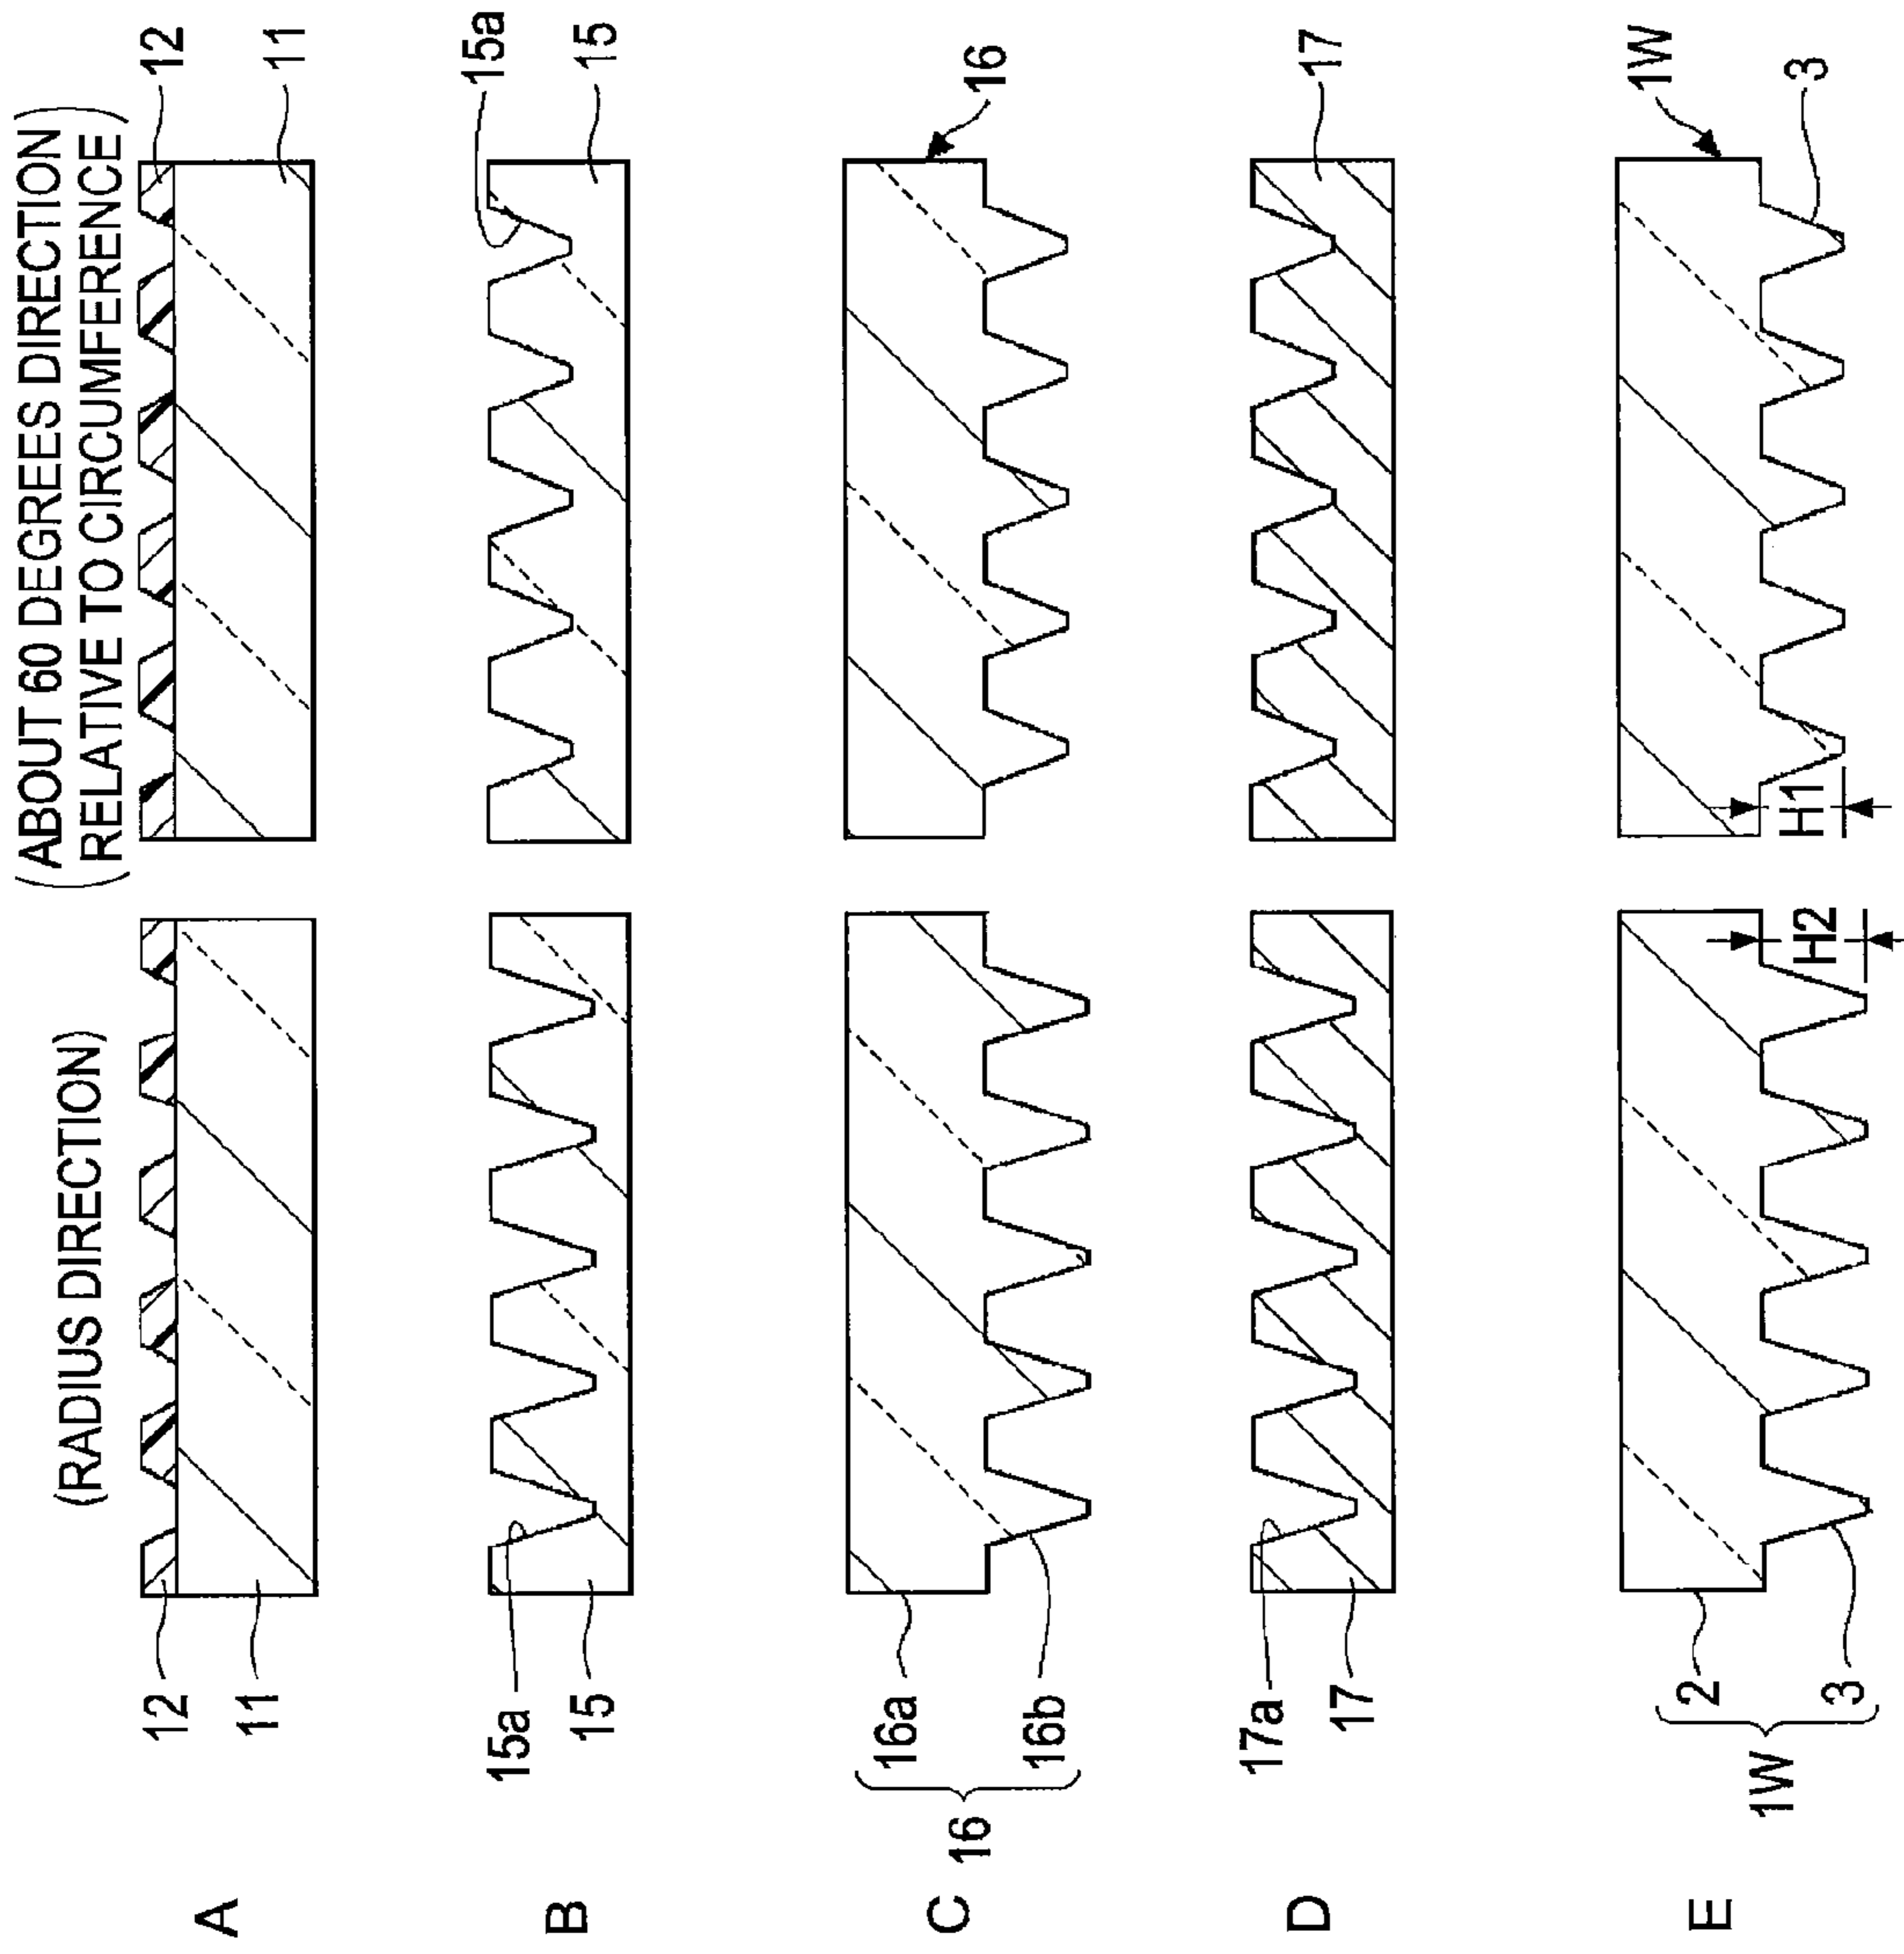 (RADIUS DIRECTION)
(ABOUT 60 DEGREES DIRECTION
RELATIVE TO CIRCUMFERENCE)
A
12
11
12
11
B
15a
15
15a
15
C
16
16a
16b
16
D
17a
17
17
E
1W
2
3
H2
H1
1W
3